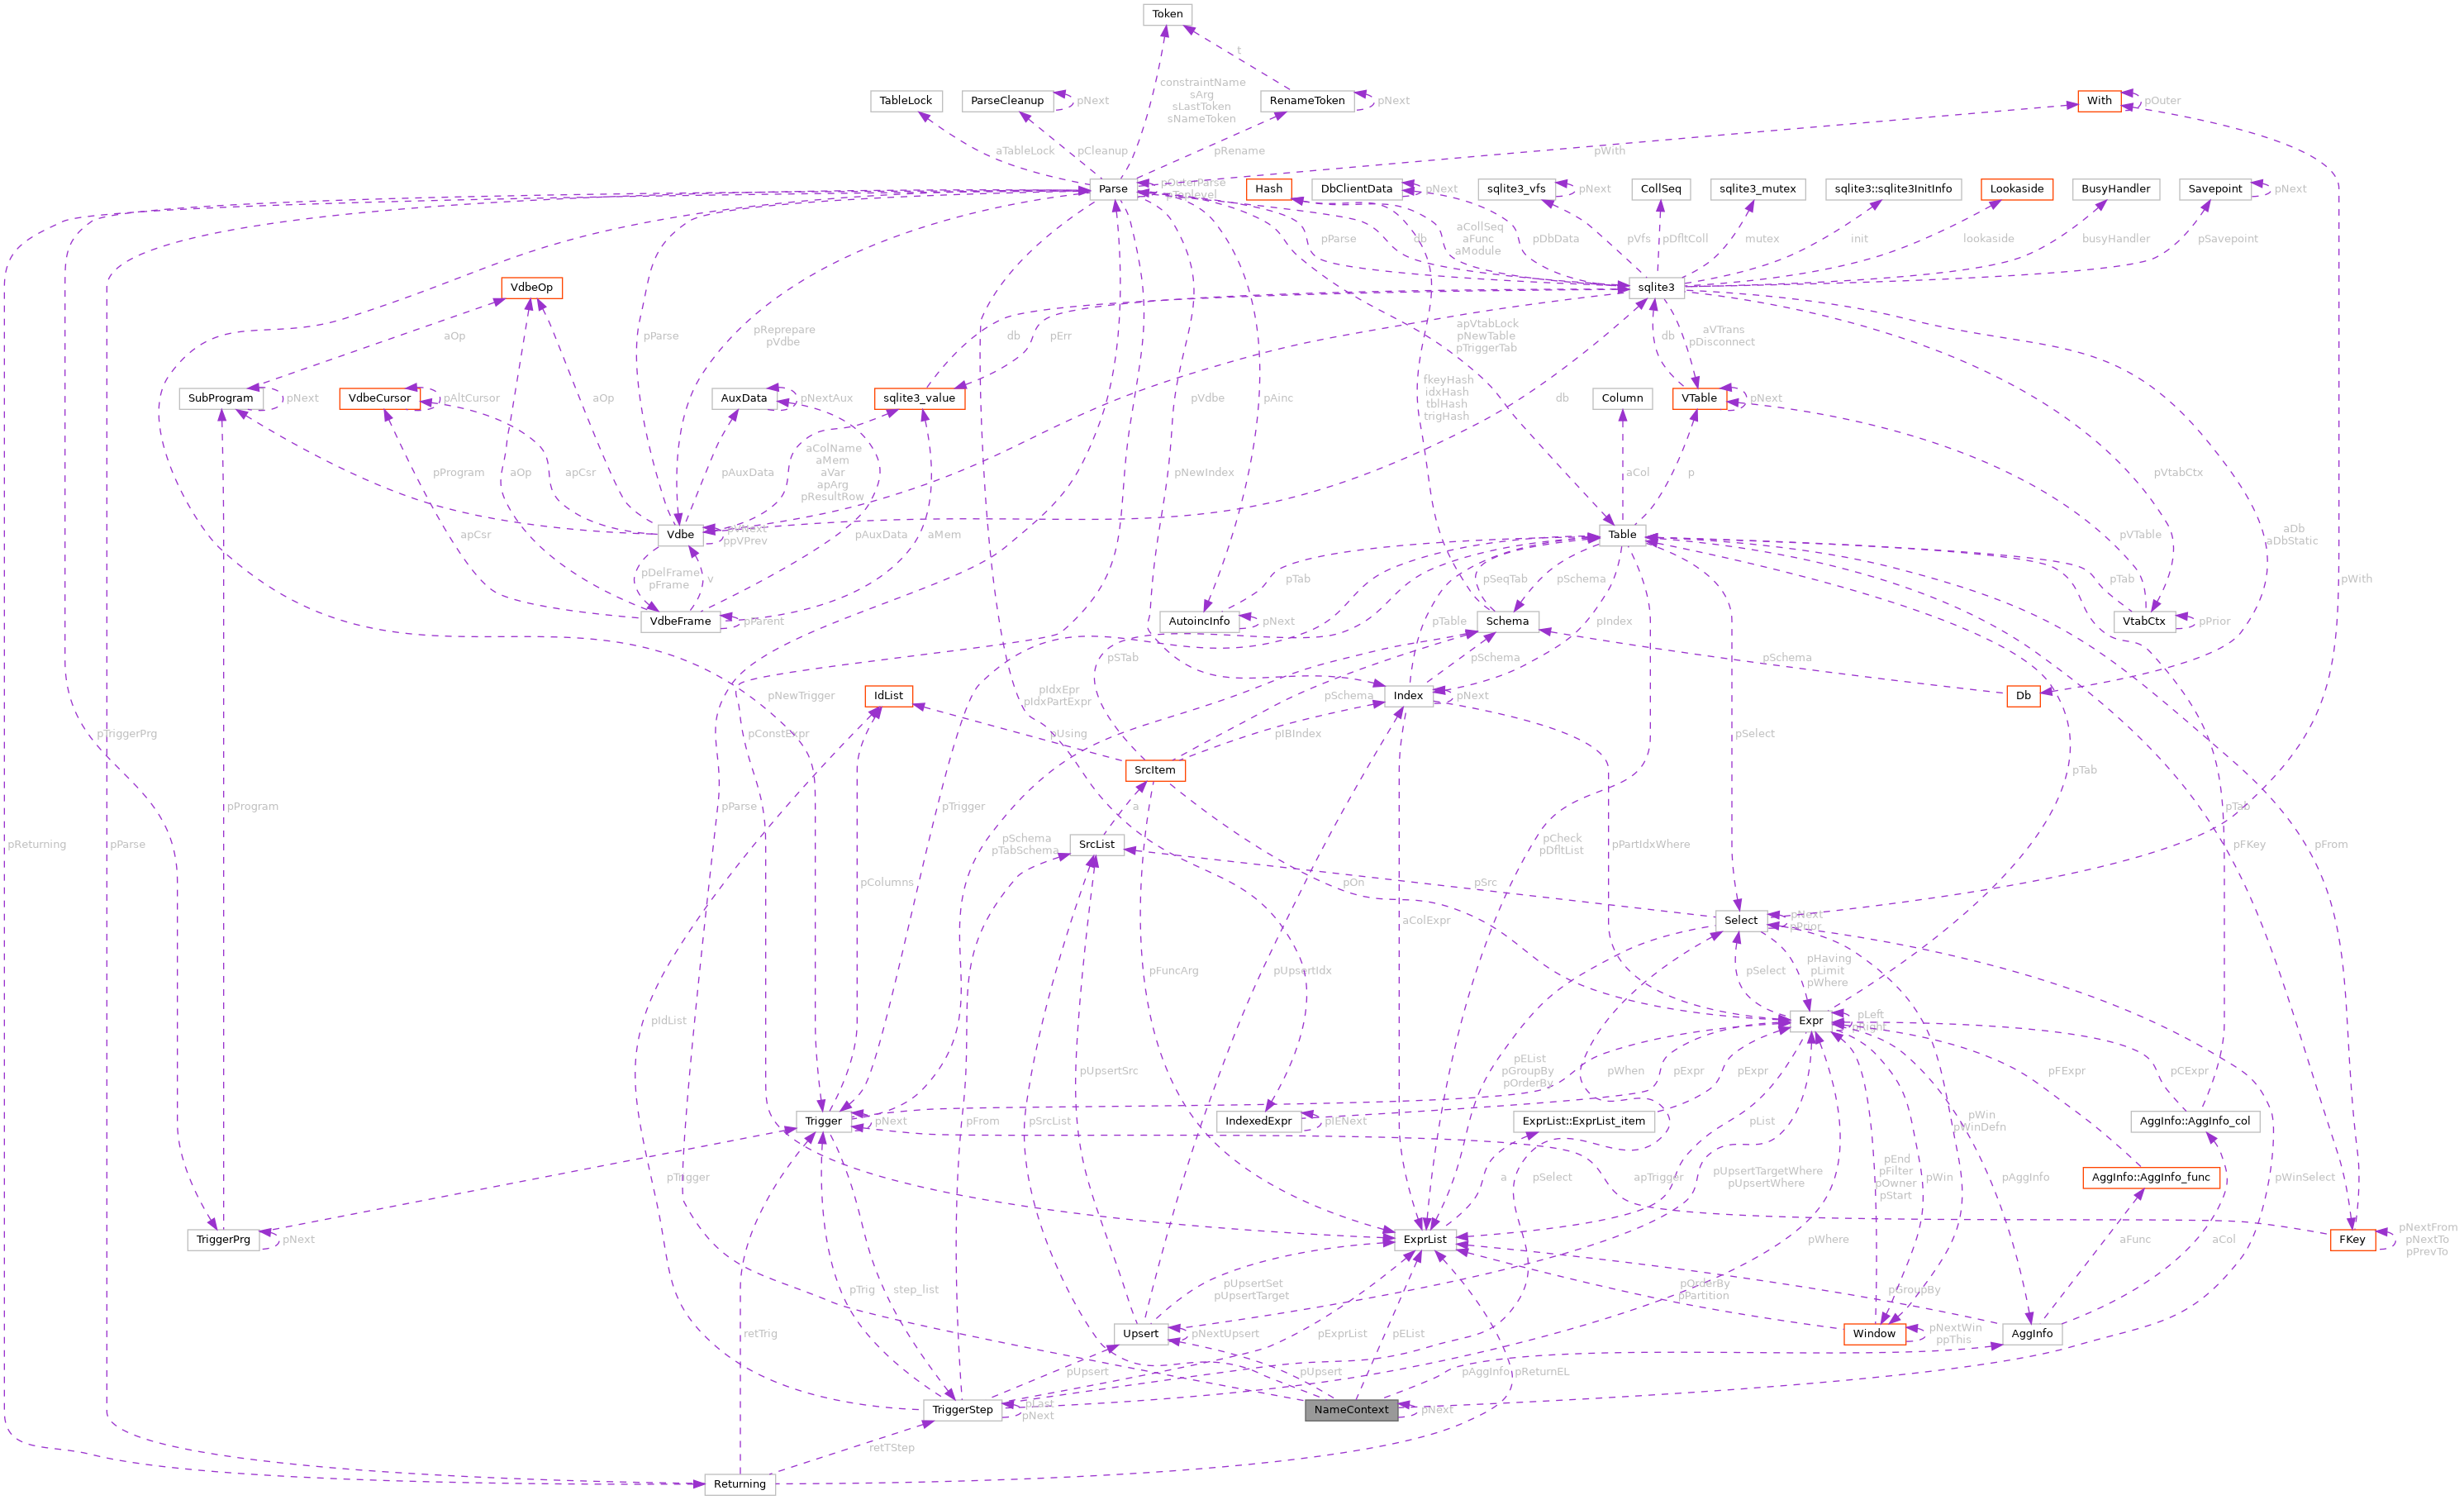 Token
t
constraintName
sArg
sLastToken
sNameToken
TableLock
ParseCleanup
pNext
RenameToken
pNext
With
pOuter
aTableLock
pCleanup
pRename
pWith
Parse
pOuterParse
pToplevel
Hash
DbClientData
pNext
sqlite3_vfs
pNext
CollSeq
sqlite3_mutex
sqlite3::sqlite3InitInfo
Lookaside
BusyHandler
Savepoint
pNext
pParse
db
aCollSeq
aFunc
aModule
pDbData
pVfs
pDfltColl
mutex
init
lookaside
busyHandler
pSavepoint
VdbeOp
sqlite3
aOp
pParse
pReprepare
pVdbe
db
pErr
apVtabLock
pNewTable
pTriggerTab
db
aVTrans
pDisconnect
SubProgram
pNext
VdbeCursor
pAltCursor
aOp
AuxData
pNextAux
sqlite3_value
pVdbe
pAinc
fkeyHash
idxHash
tblHash
trigHash
db
Column
VTable
pNext
pProgram
aOp
apCsr
pAuxData
aColName
aMem
aVar
apArg
pResultRow
pNewIndex
aCol
p
pVtabCtx
Vdbe
pVNext
ppVPrev
apCsr
pAuxData
aMem
Table
pVTable
aDb
aDbStatic
pDelFrame
pFrame
v
pTab
pSeqTab
pSchema
pTab
pWith
VdbeFrame
pParent
AutoincInfo
pNext
pTable
Schema
pIndex
VtabCtx
pPrior
pSTab
pSchema
pSchema
pNewTrigger
IdList
pIdxEpr
pIdxPartExpr
pSchema
Index
pNext
Db
pTriggerPrg
pConstExpr
pUsing
pIBIndex
pSelect
SrcItem
pTab
pProgram
pParse
pTrigger
a
pTab
pReturning
pParse
pSchema
pTabSchema
SrcList
pCheck
pDfltList
pPartIdxWhere
pFKey
pFrom
pColumns
pOn
pSrc
aColExpr
Select
pNext
pPrior
pFuncArg
pUpsertIdx
pSelect
pHaving
pLimit
pWhere
pIdList
Expr
pLeft
pRight
pUpsertSrc
pEList
pGroupBy
pOrderBy
pWhen
pExpr
pExpr
pFExpr
pCExpr
Trigger
pNext
pFrom
pSrcList
IndexedExpr
pIENext
ExprList::ExprList_item
pList
pWin
pWinDefn
AggInfo::AggInfo_col
pTrigger
a
apTrigger
pSelect
pUpsertTargetWhere
pUpsertWhere
pEnd
pFilter
pOwner
pStart
pWin
pAggInfo
AggInfo::AggInfo_func
pWinSelect
TriggerPrg
pNext
ExprList
pWhere
aFunc
aCol
FKey
pNextFrom
pNextTo
pPrevTo
pTrig
step_list
pUpsertSet
pUpsertTarget
pOrderBy
pPartition
pGroupBy
retTrig
Upsert
pNextUpsert
pExprList
pEList
Window
pNextWin
ppThis
AggInfo
pUpsert
pUpsert
pAggInfo
pReturnEL
TriggerStep
pLast
pNext
NameContext
pNext
retTStep
Returning